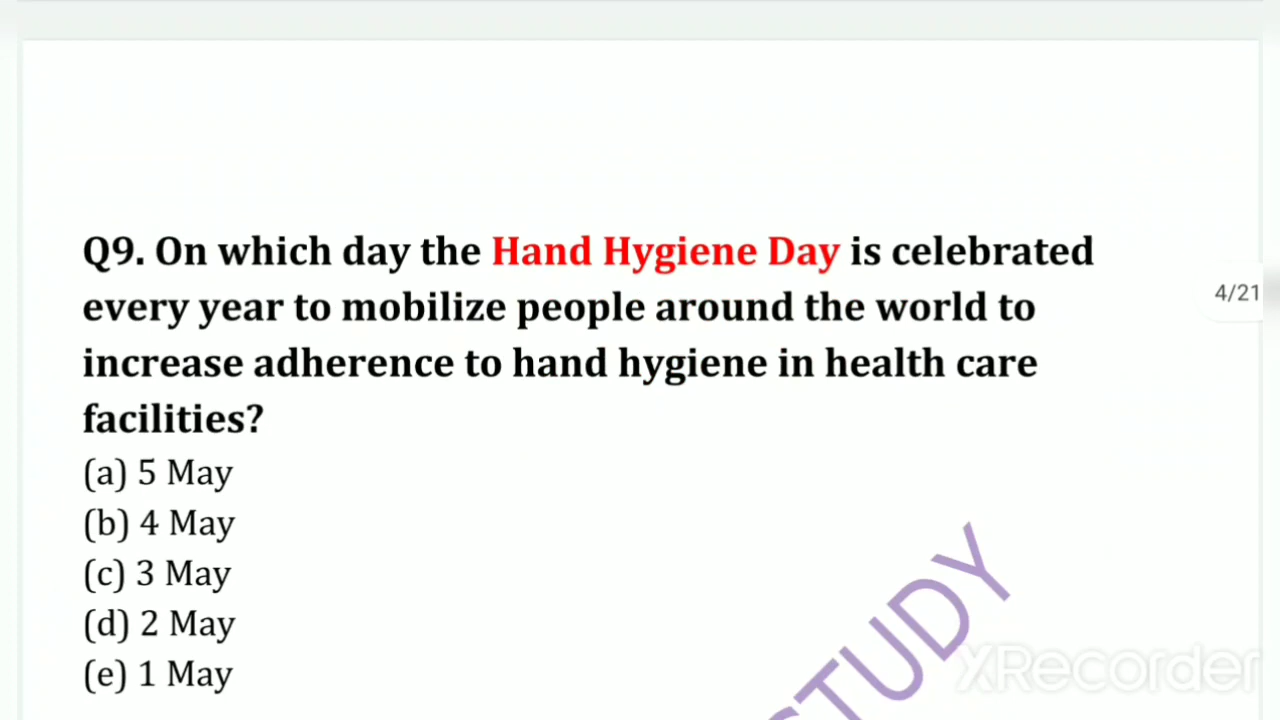 Q9. On which day the Hand Hygiene Day is celebrated
every year to mobilize people around the world to
4/21
increase adherence to hand hygiene in health care
facilities?
(a) 5 May
(b) 4 May
(c) 3 May
(d) 2 May
(e) 1 May
STUDY
XRecorder